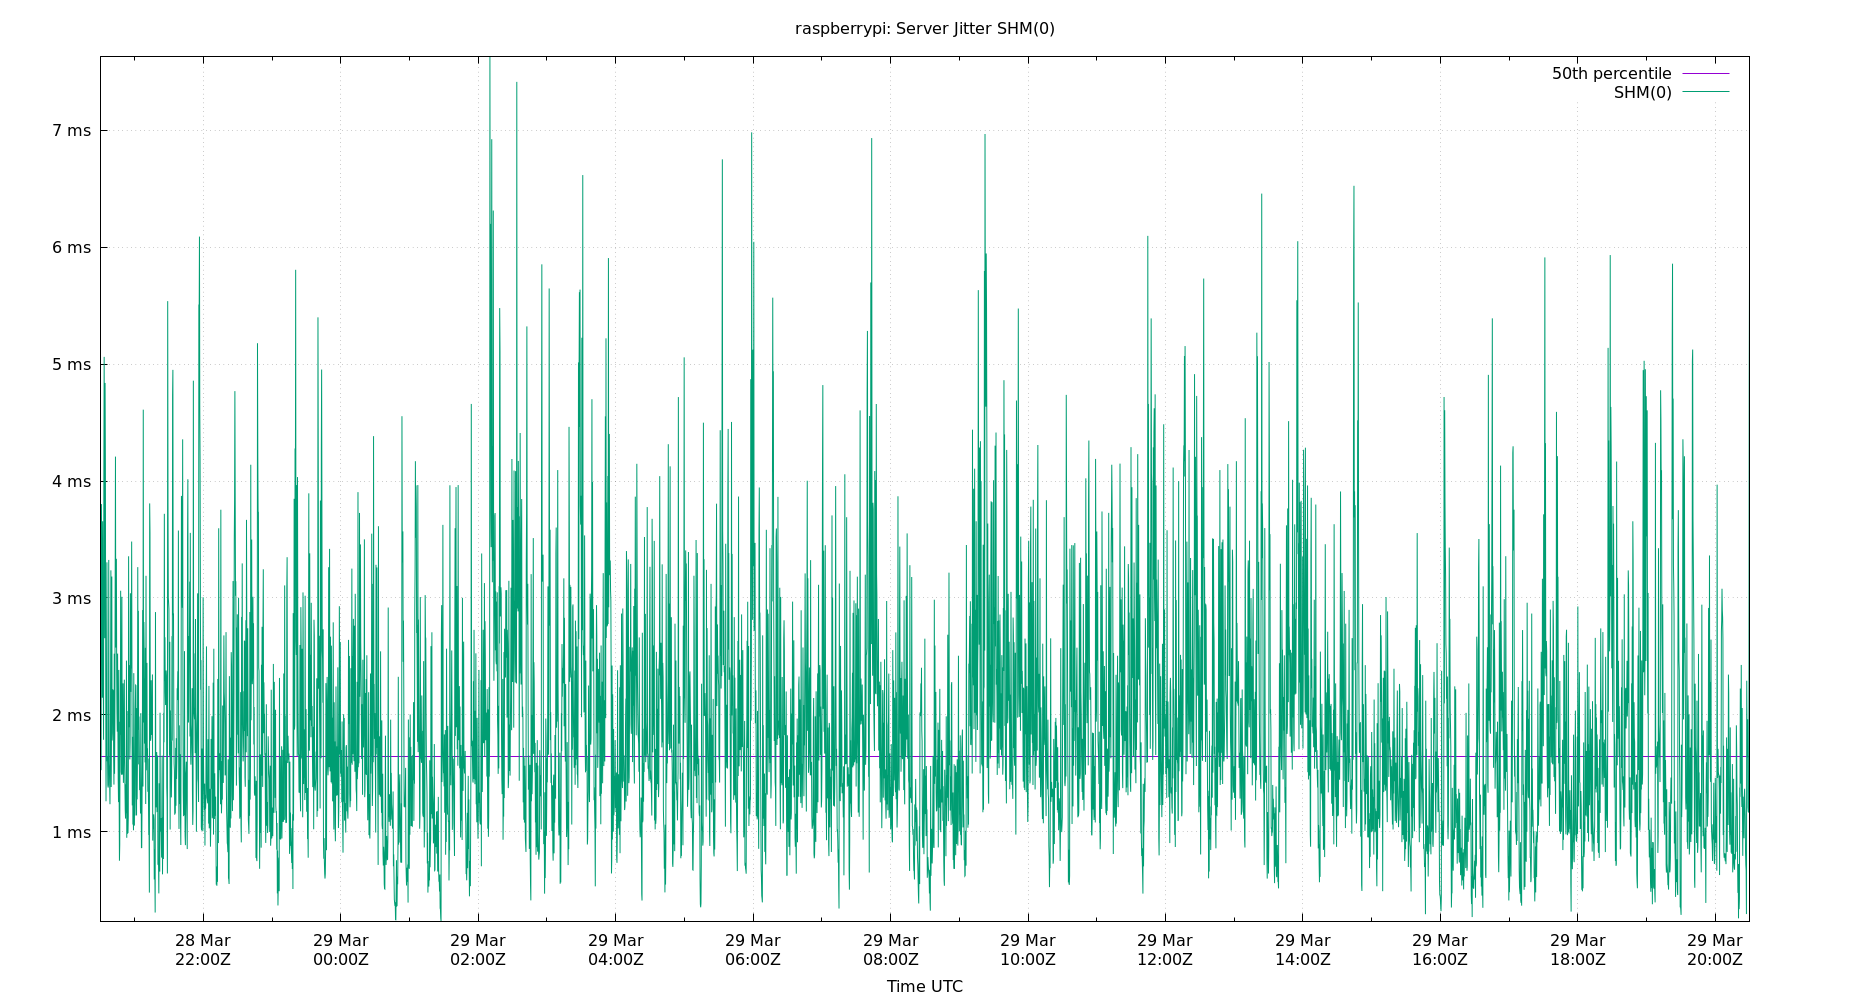 raspberrypi: Server Jitter SHM(0)
50th percentile
SHM(0)
7 ms
6 ms
5 ms
4 ms
3 ms
2 ms
1 ms
28 Mar 29 Mar 29 Mar 29 Mar 29 Mar 29 Mar 29 Mar 29 Mar 29 Mar 29 Mar 29 Mar 29 Mar
22:00Z 00:00Z 02:00Z 04:00Z 06:00Z 08:00Z 10:00Z 12:00Z 14:00Z 16:00Z 18:00Z 20:00Z
Time UTC